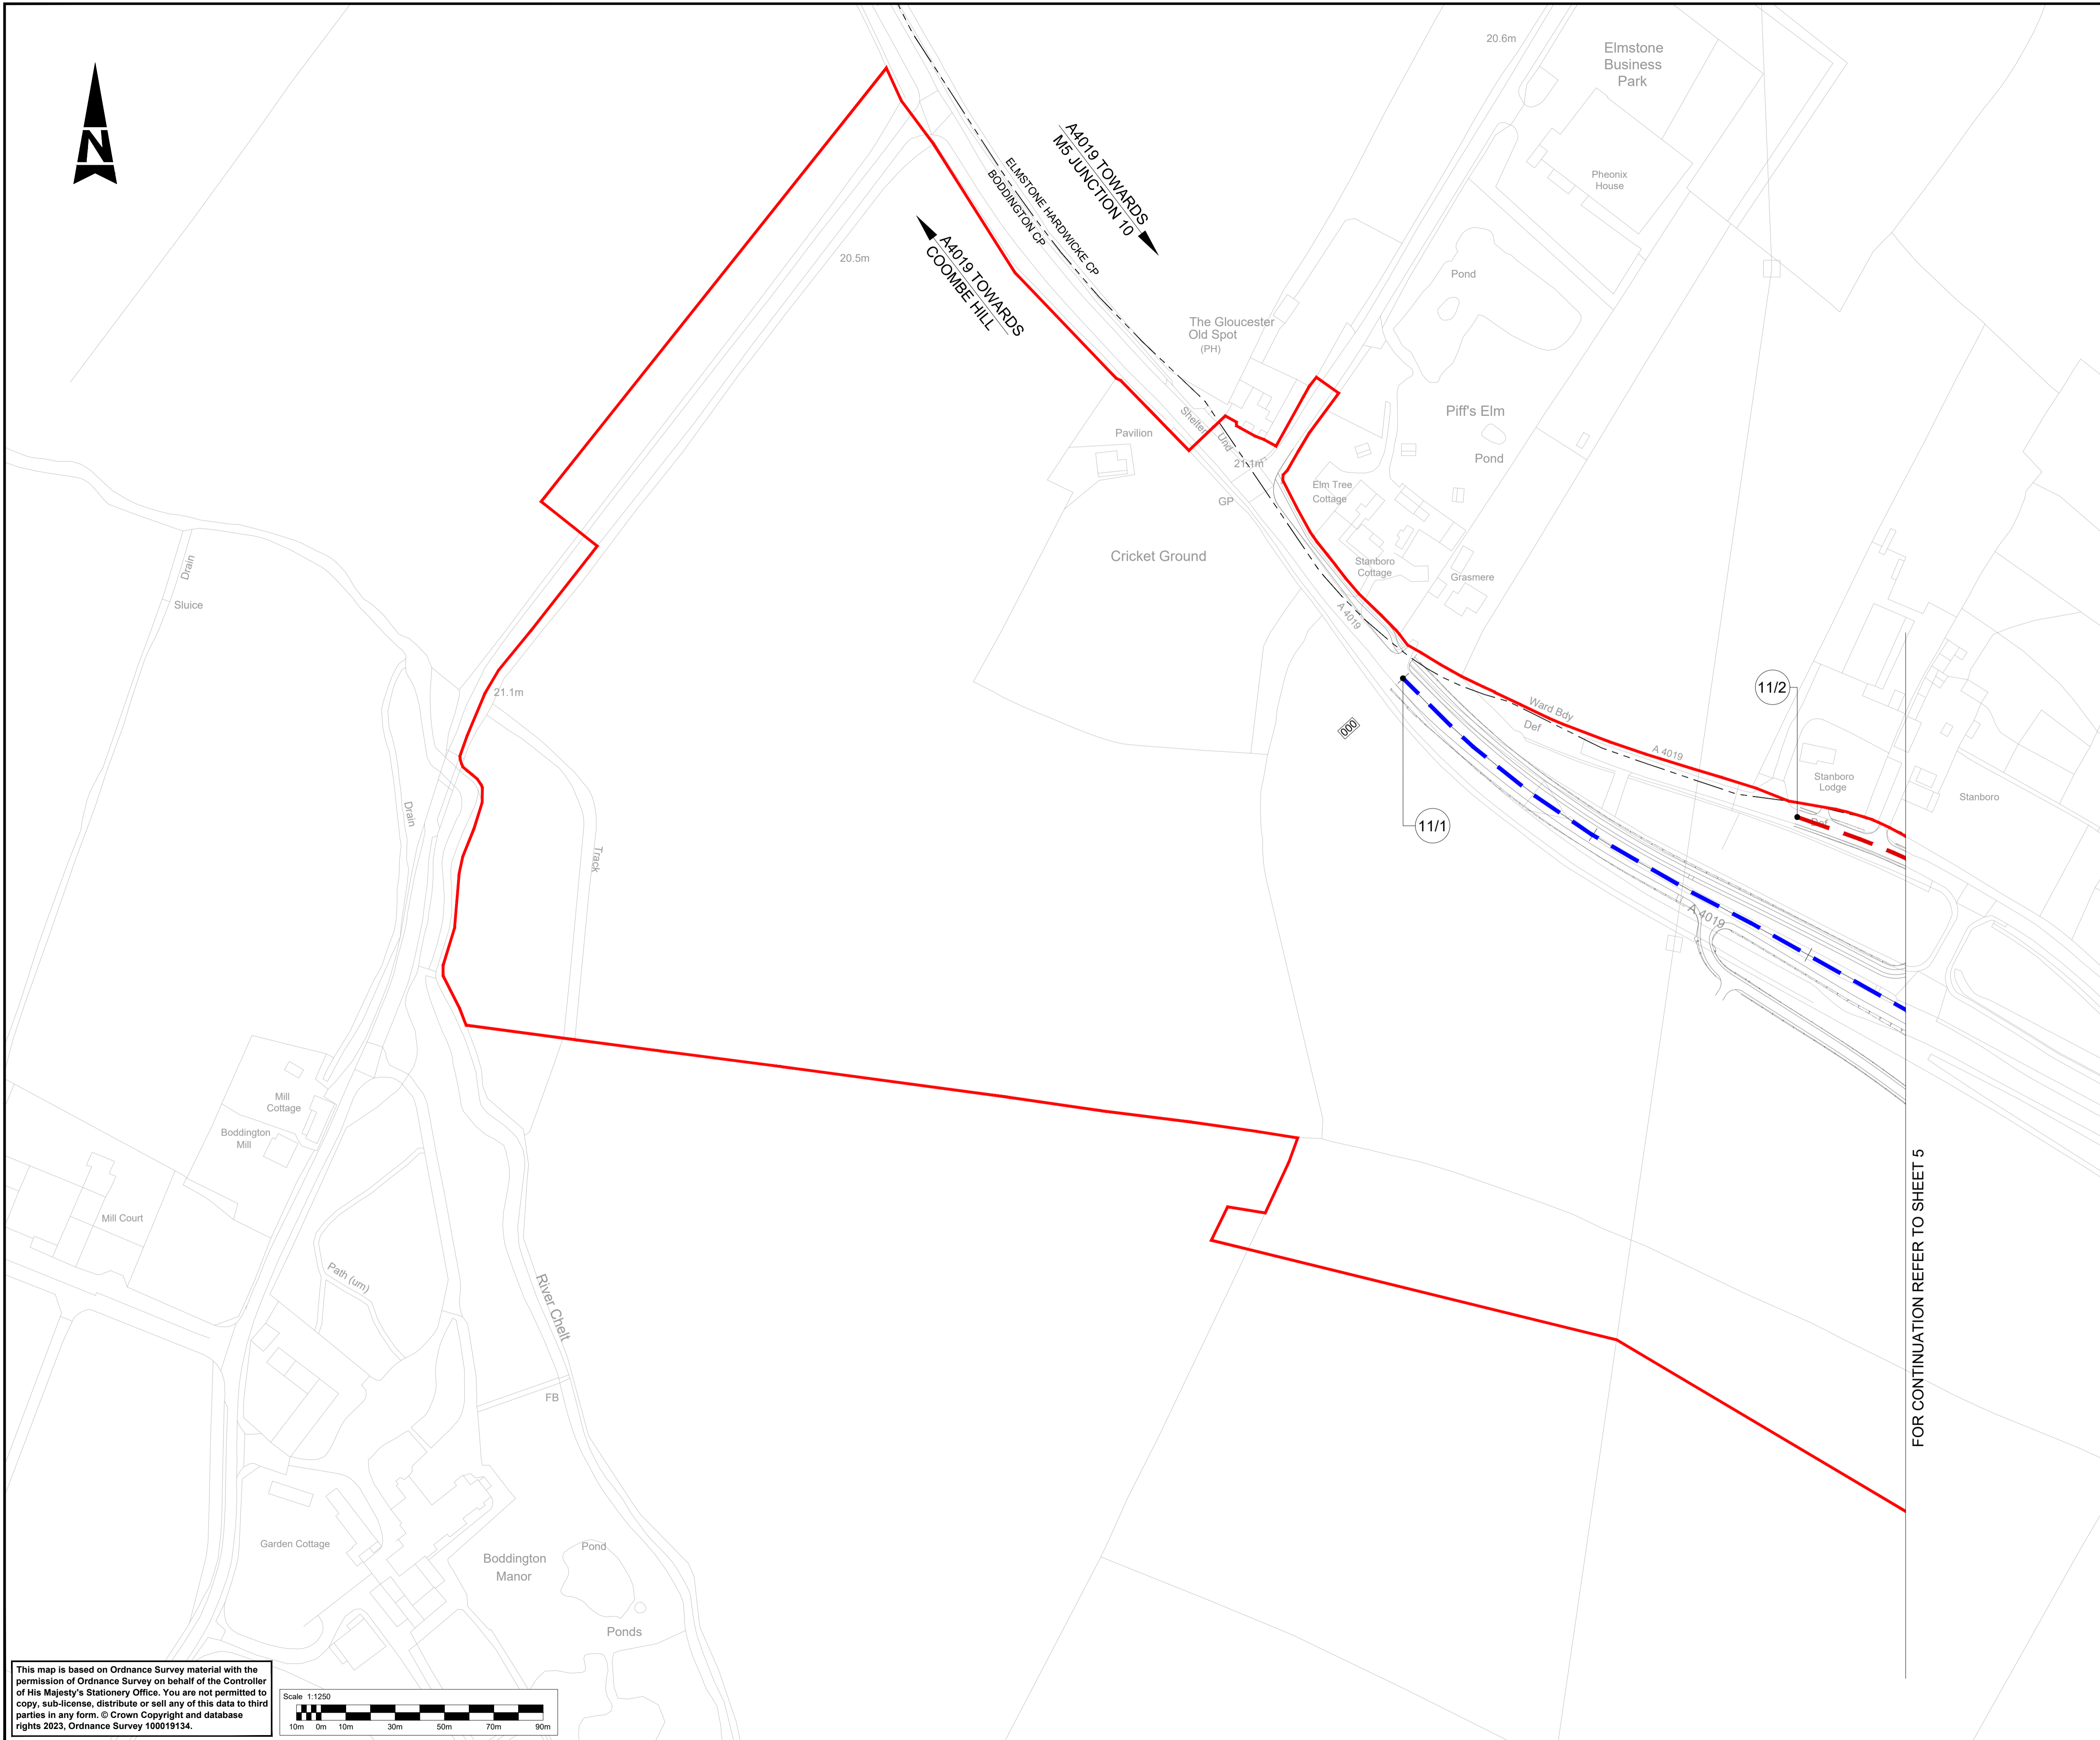 N
20.6m
Elmstone
Business
Park
A4019 TOWARDS
M5 JUNCTION 10
ELMSTONE HARDWICKE CP
BODDINGTON CP
Pheonix
House
A4019 TOWARDS
COOMBE HILL
20.5m
Pond
The Gloucester
Old Spot
(PH)
Piff's Elm
Shelter
Und
Pavilion
21.1m
Pond
Elm Tree
Cottage
GP
Cricket Ground
Stanboro
Cottage
Grasmere
Drain
Sluice
A 4019
21.1m
11/2
Ward Bdy
Def
000
A 4019
Stanboro
Lodge
Stanboro
Def
11/1
Drain
Track
A 4019
Mill
Cottage
Boddington
Mill
Mill Court
Path (um)
River Chelt
FOR CONTINUATION REFER TO SHEET 5
FB
Garden Cottage
Boddington
Manor
Pond
Ponds
This map is based on Ordnance Survey material with the
permission of Ordnance Survey on behalf of the Controller
of His Majesty's Stationery Office. You are not permitted to
copy, sub-license, distribute or sell any of this data to third
parties in any form. © Crown Copyright and database
rights 2023, Ordnance Survey 100019134.
Scale 1:1250
10m 0m 10m 30m 50m 70m 90m